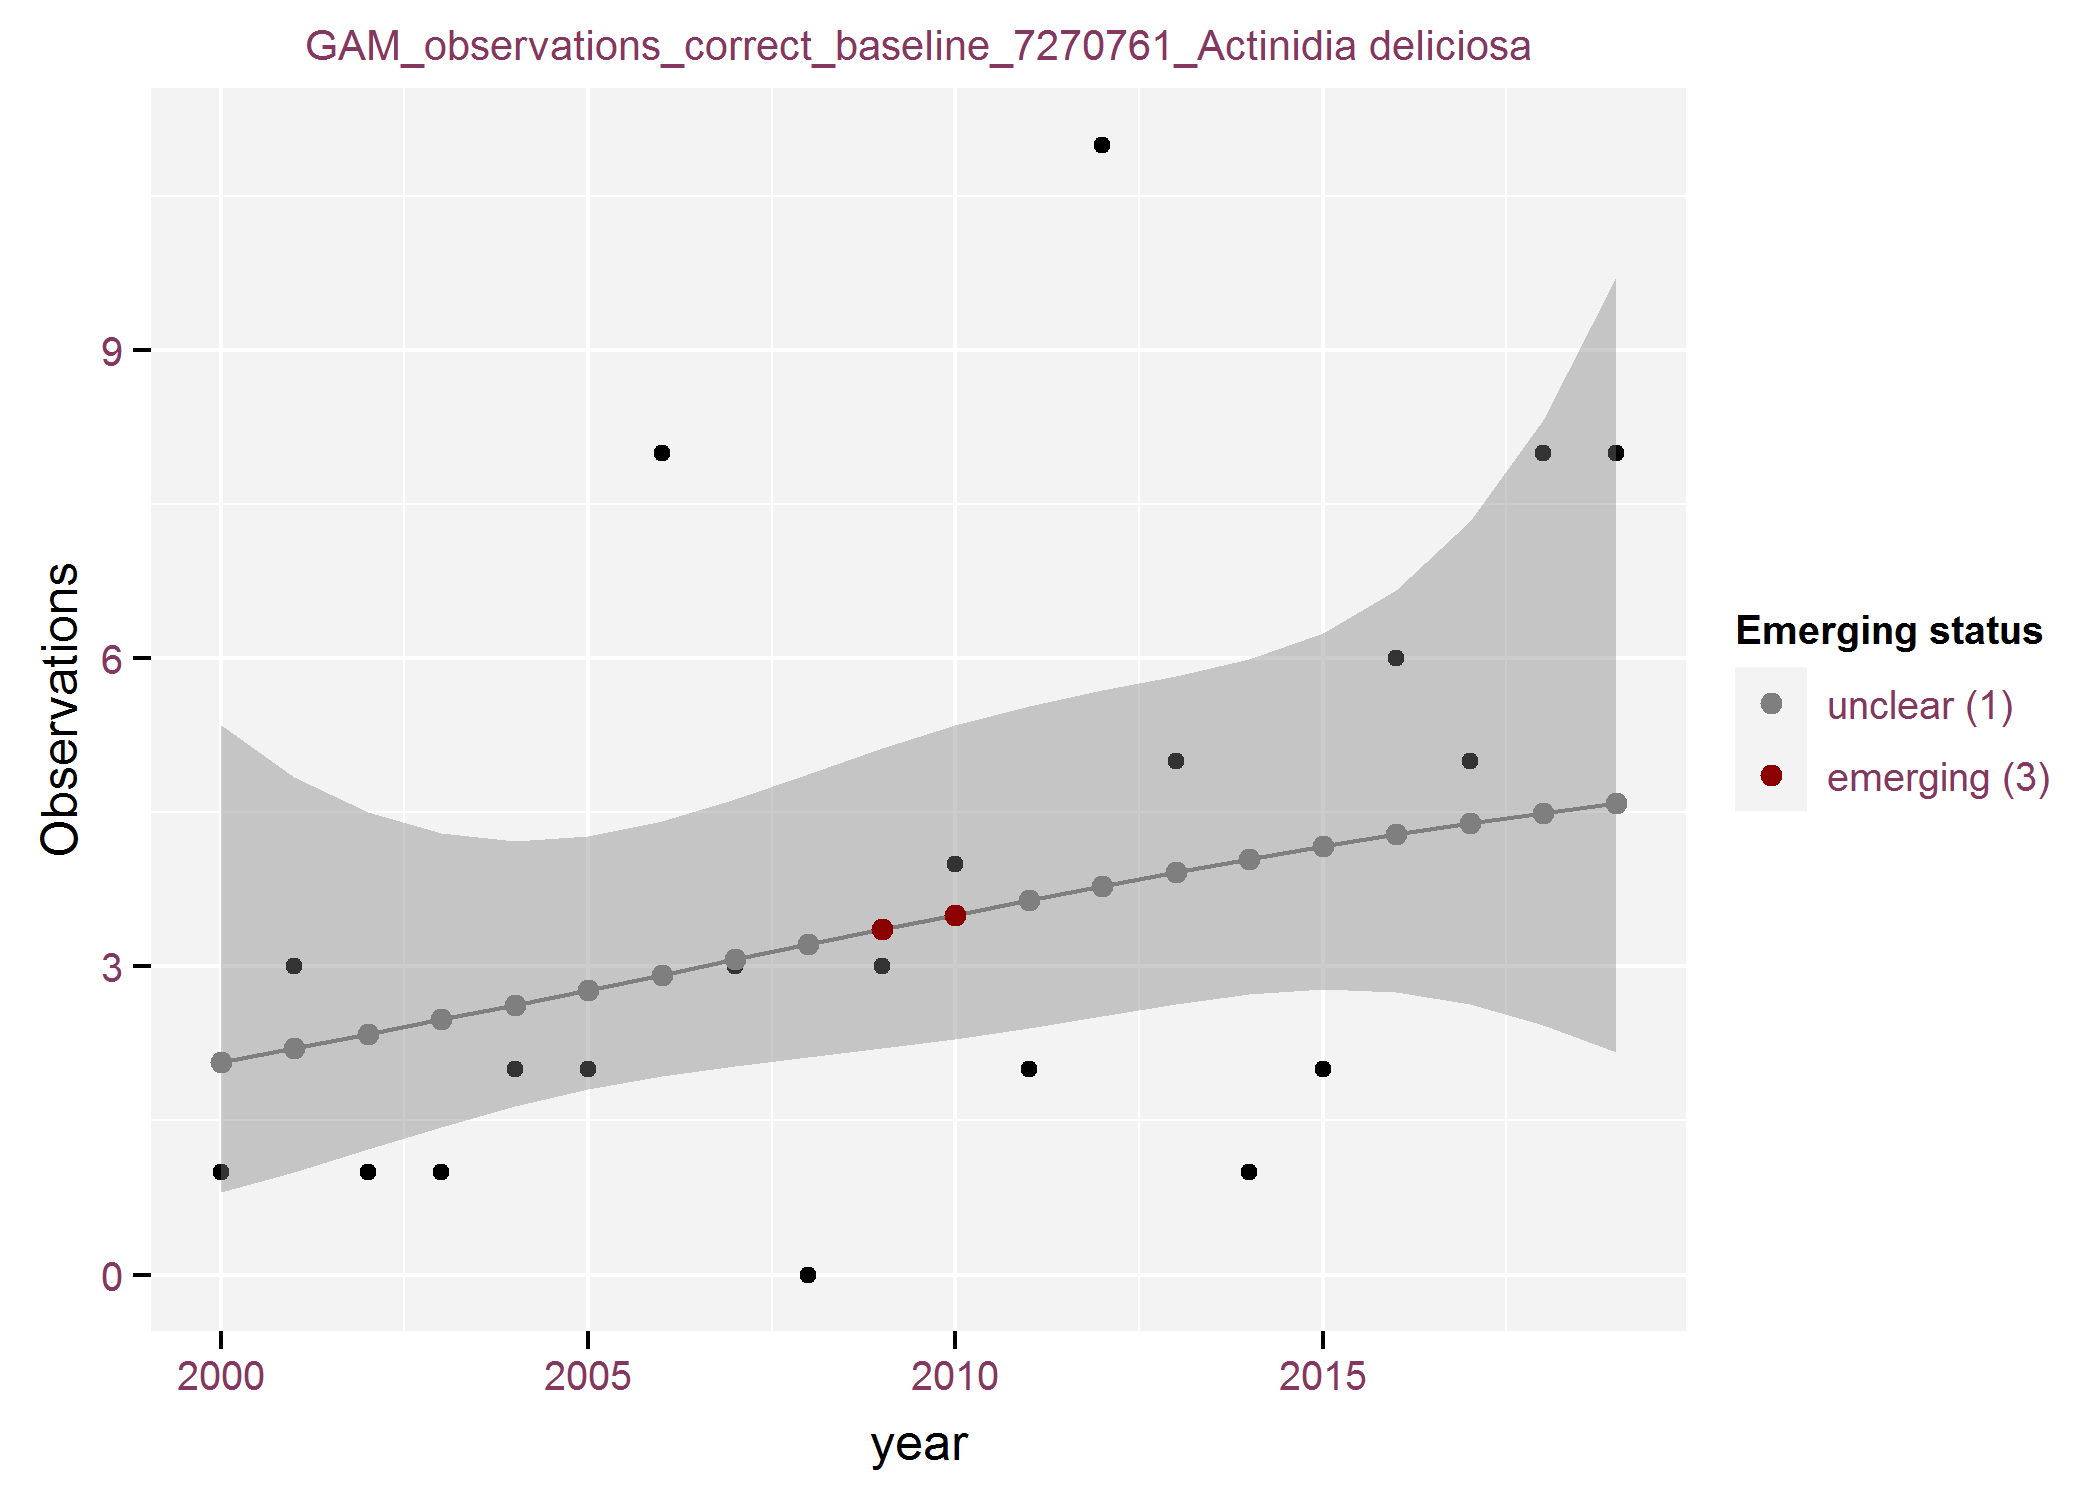 GAM_observations_correct_baseline_7270761_Actinidia deliciosa
Observations
9
6
3
0
2000 2005 2010 2015
year
Emerging status
unclear (1)
emerging (3)